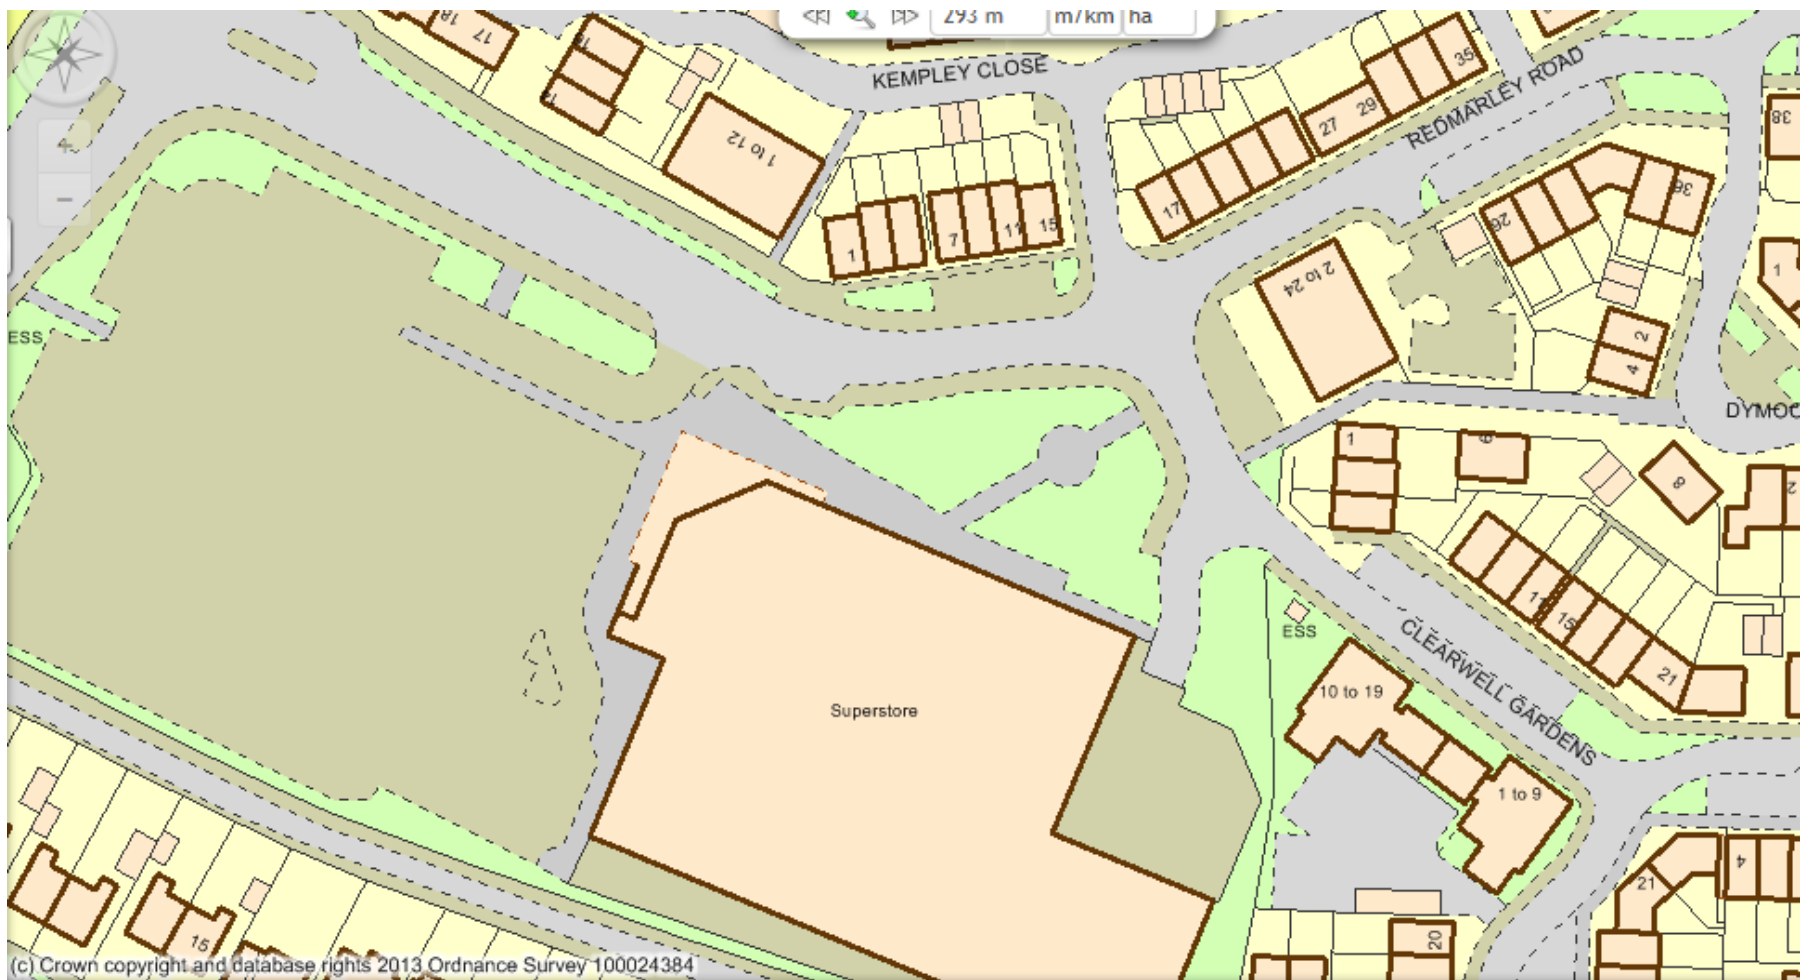 293 m
m/km
ha
18
17
KEMPLEY CLOSE
35
REDMARLEY ROAD
29
27
38
1 to 12
17
36
26
1
7
11
15
2 to 24
1
2
4
ESS
DYMOC
1
6
8
2
11
15
ESS
CLEARWELL GARDENS
21
10 to 19
Superstore
1 to 9
21
4
15
20
(c) Crown copyright and database rights 2013 Ordnance Survey 100024384